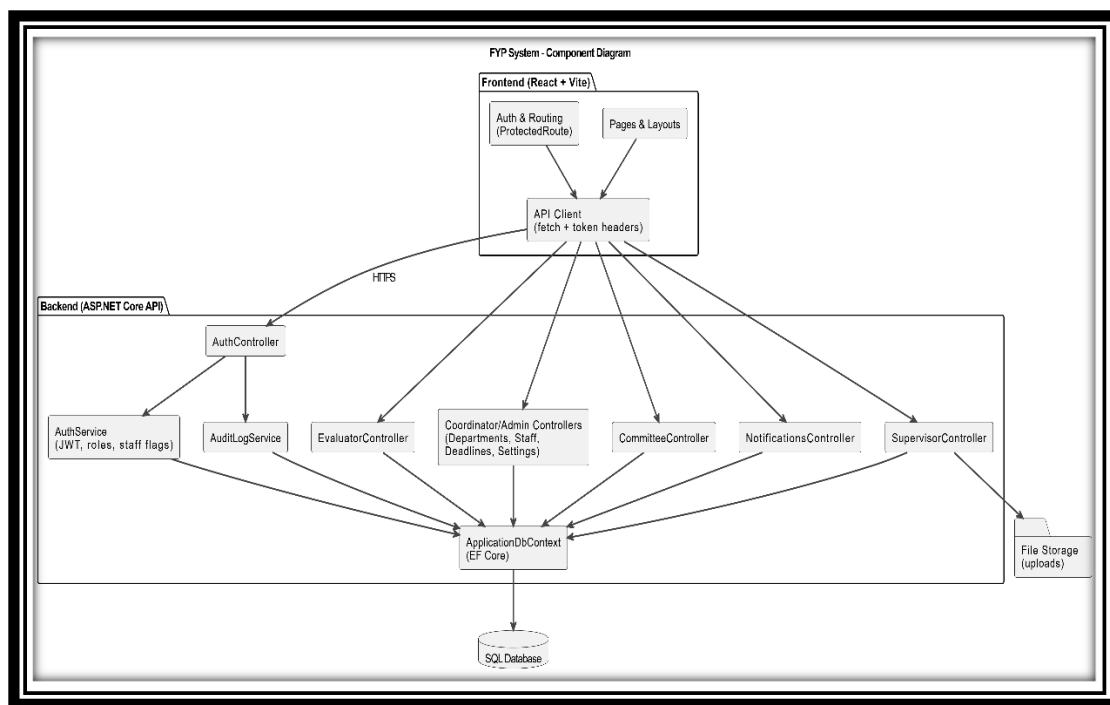 FYP System - Component Diagram
Frontend (React + Vite)
Auth & Routing
(ProtectedRoute)
Pages & Layouts
API Client
(fetch + token headers)
HTTPS
Backend (ASP.NET Core API)
AuthController
AuthService
(JWT, roles, staff flags)
AuditLogService
EvaluatorController
Coordinator/Admin Controllers
(Departments, Staff,
Deadlines, Settings)
CommitteeController
NotificationsController
SupervisorController
ApplicationDbContext
(EF Core)
File Storage
(uploads)
SQL Database